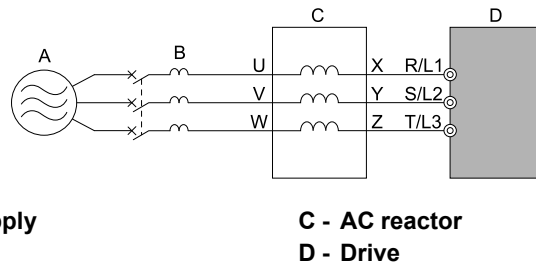 C D
A B
U X R/L1
V Y S/L2
W Z T/L3
C - AC reactor
D - Drive